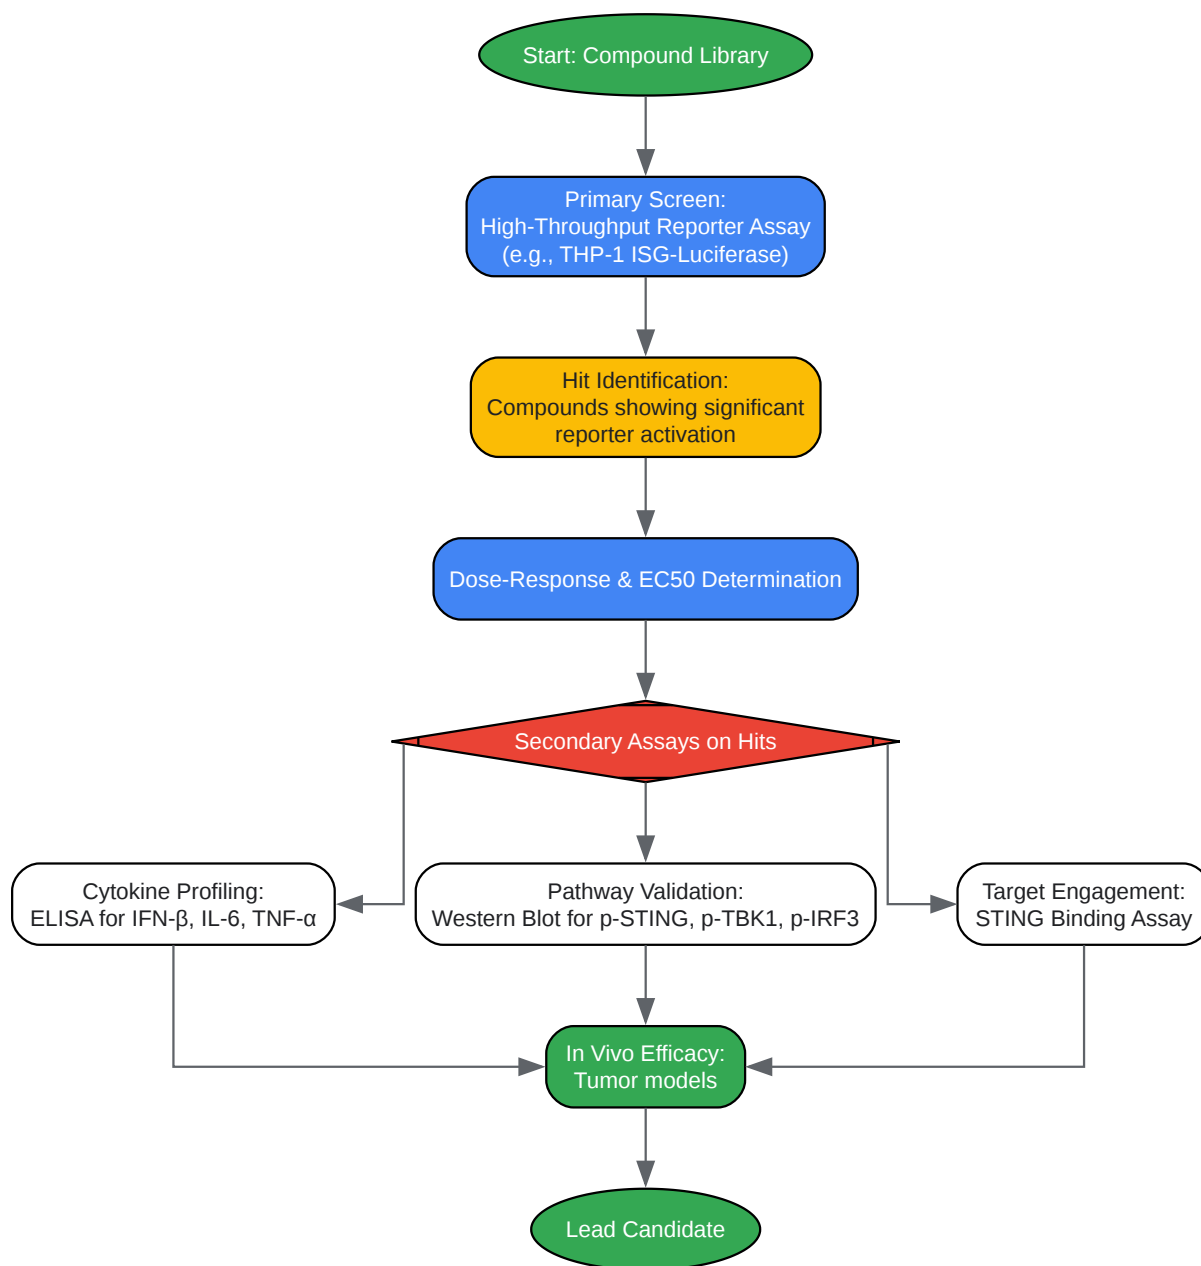 Start: Compound Library
Primary Screen:
High-Throughput Reporter Assay
(e.g., THP-1 ISG-Luciferase)
Hit Identification:
Compounds showing significant
reporter activation
Dose-Response & EC50 Determination
Secondary Assays on Hits
Cytokine Profiling:
ELISA for IFN-β, IL-6, TNF-α
Pathway Validation:
Western Blot for p-STING, p-TBK1, p-IRF3
Target Engagement:
STING Binding Assay
In Vivo Efficacy:
Tumor models
Lead Candidate